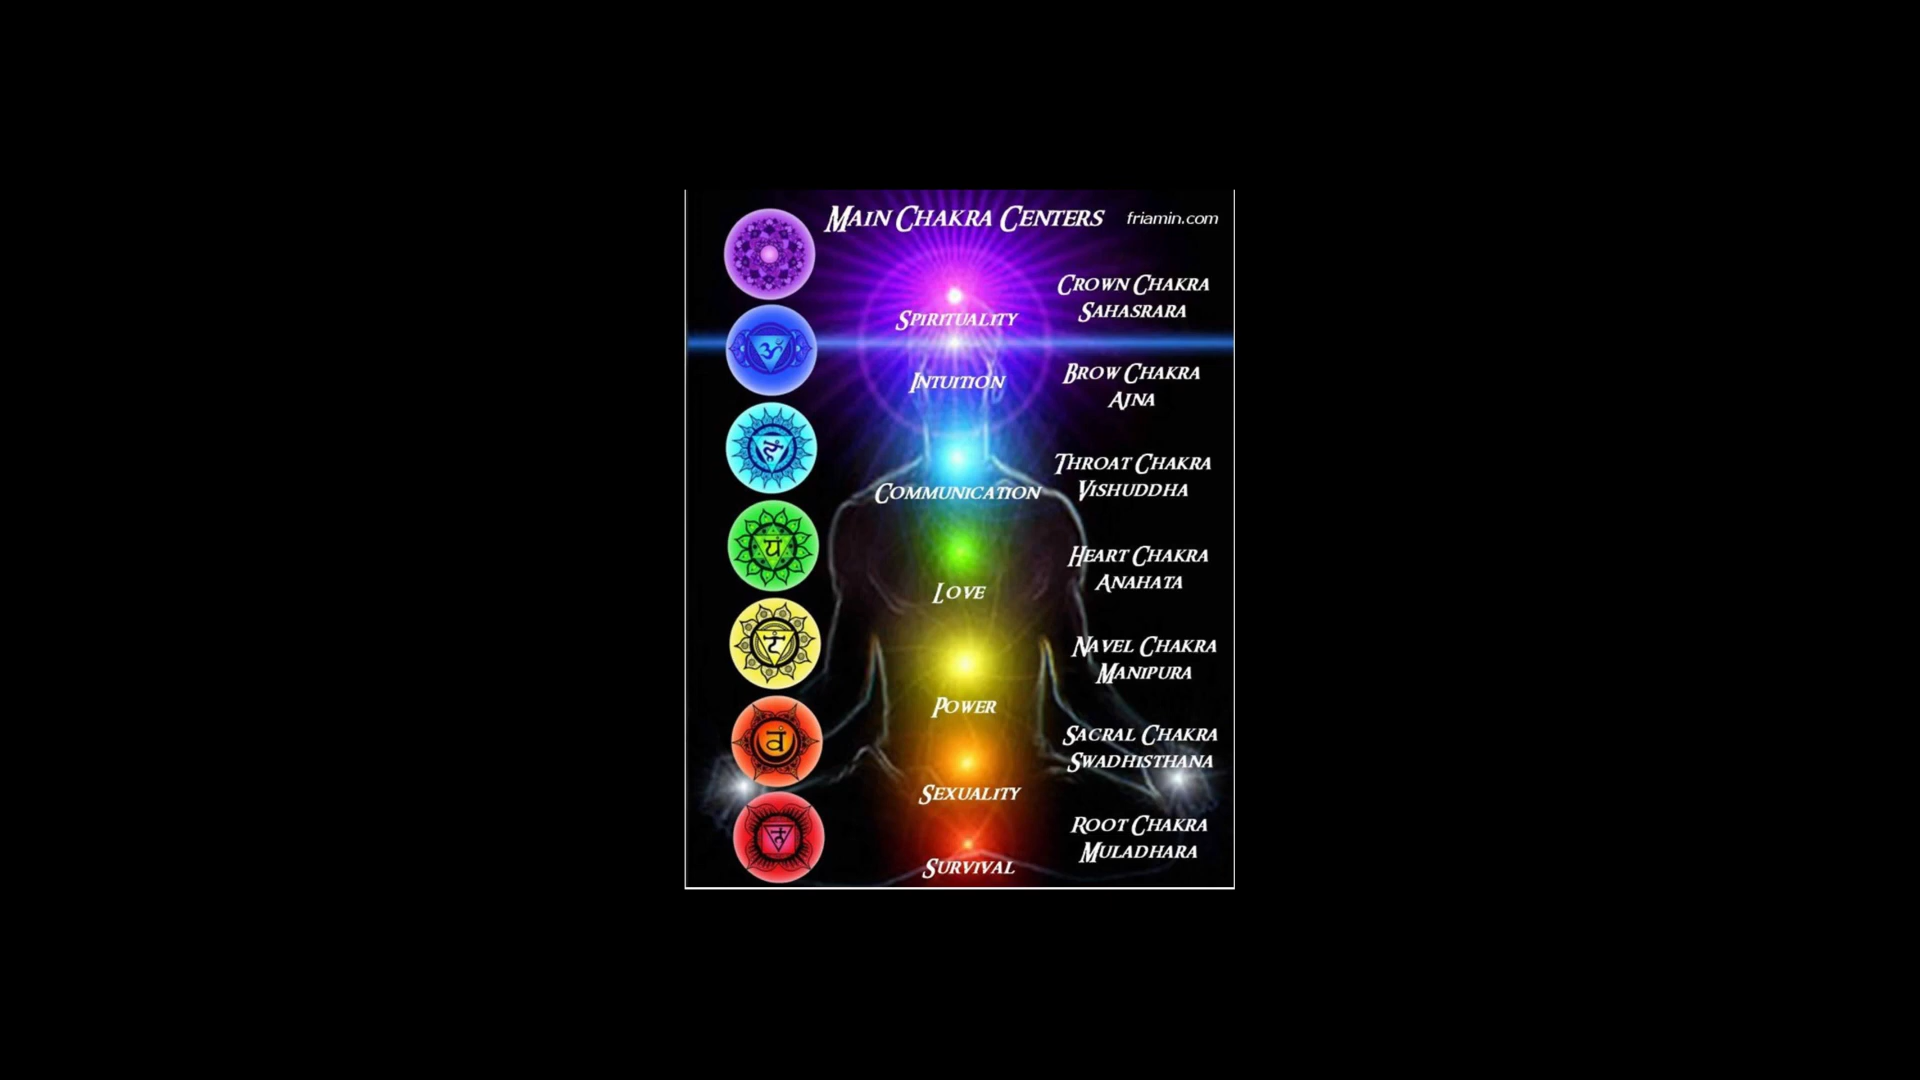 Main Chakra Centers friamin.com
Crown Chakra
Sahasrara
Spirituality
Brow Chakra
Ajna
Intuition
ॐ
Throat Chakra
Vishuddha
Communication
हं
Heart Chakra
Anahata
यं
Love
Navel Chakra
Manipura
रं
Power
Sacral Chakra
Swadhisthana
वं
Sexuality
Root Chakra
Muladhara
लं
Survival